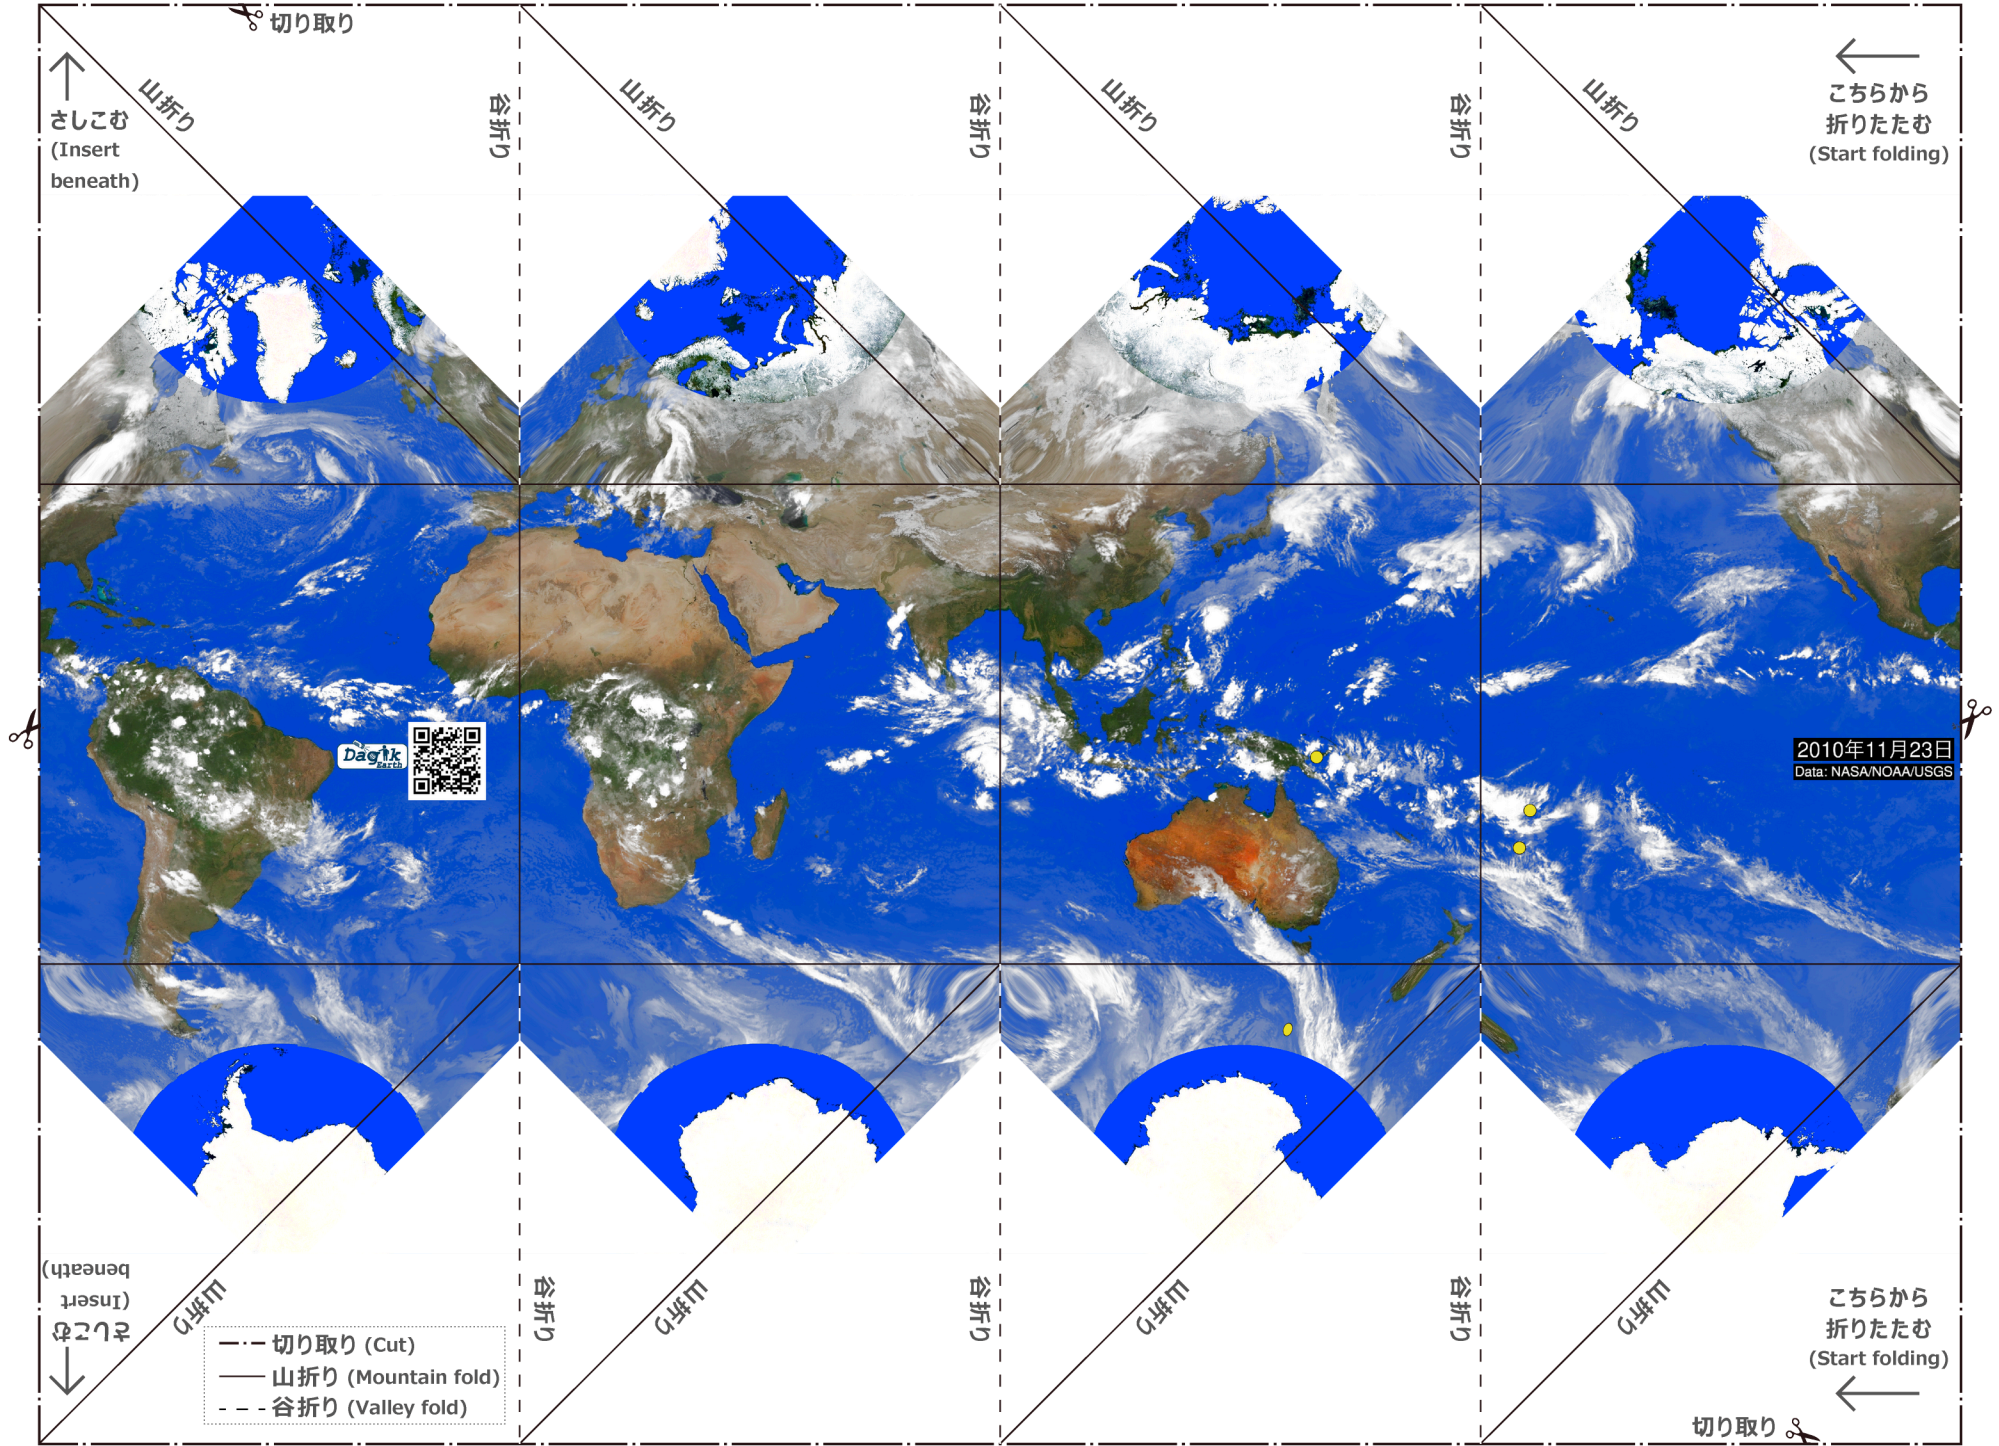 切り取り
山折り
山折り
山折り
山折り
谷折り
谷折り
谷折り
さしこむ
(Insert
beneath)
こちらから
折りたたむ
(Start folding)
Dagik
Earth
2010年11月23日
Data: NASA/NOAA/USGS
さしこむ
(Insert
beneath)
山折り
山折り
山折り
山折り
谷折り
谷折り
谷折り
こちらから
折りたたむ
(Start folding)
切り取り (Cut)
山折り (Mountain fold)
谷折り (Valley fold)
切り取り